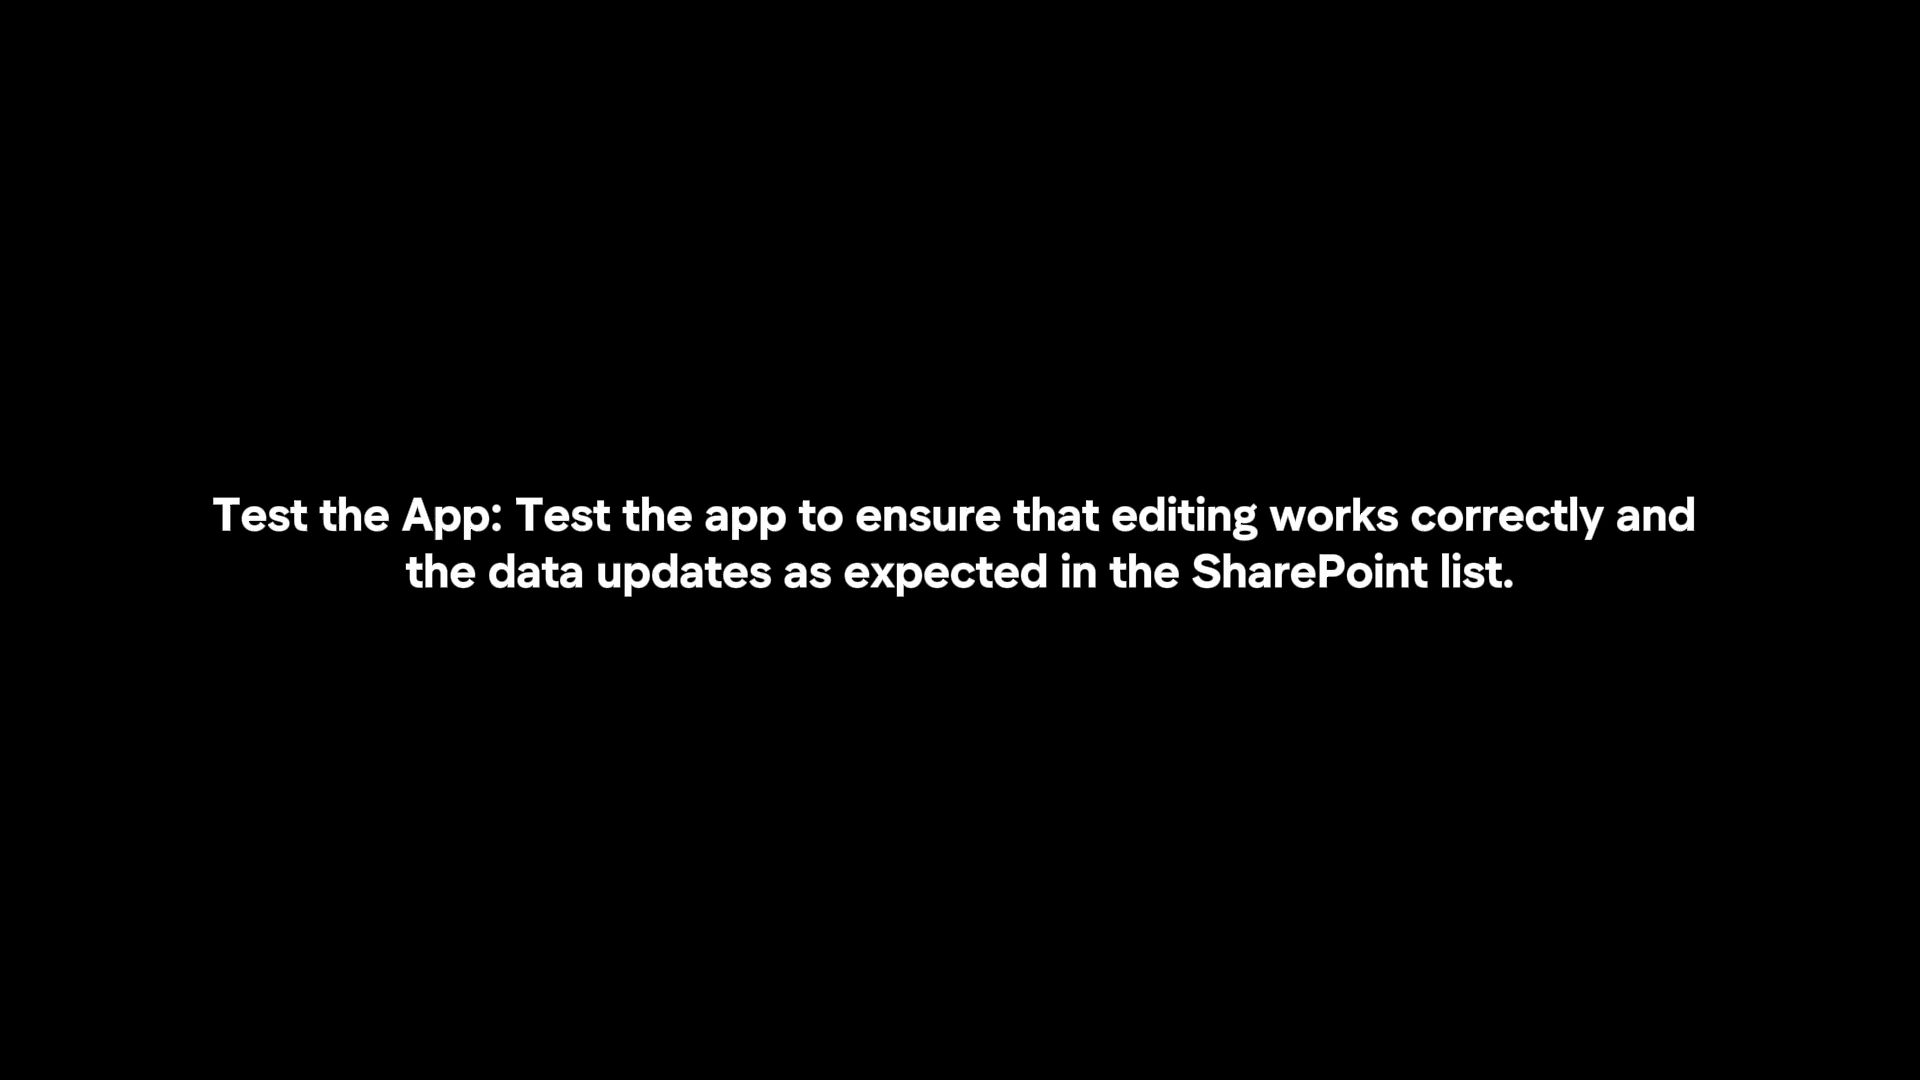 Test the App: Test the app to ensure that editing works correctly and
the data updates as expected in the SharePoint list.